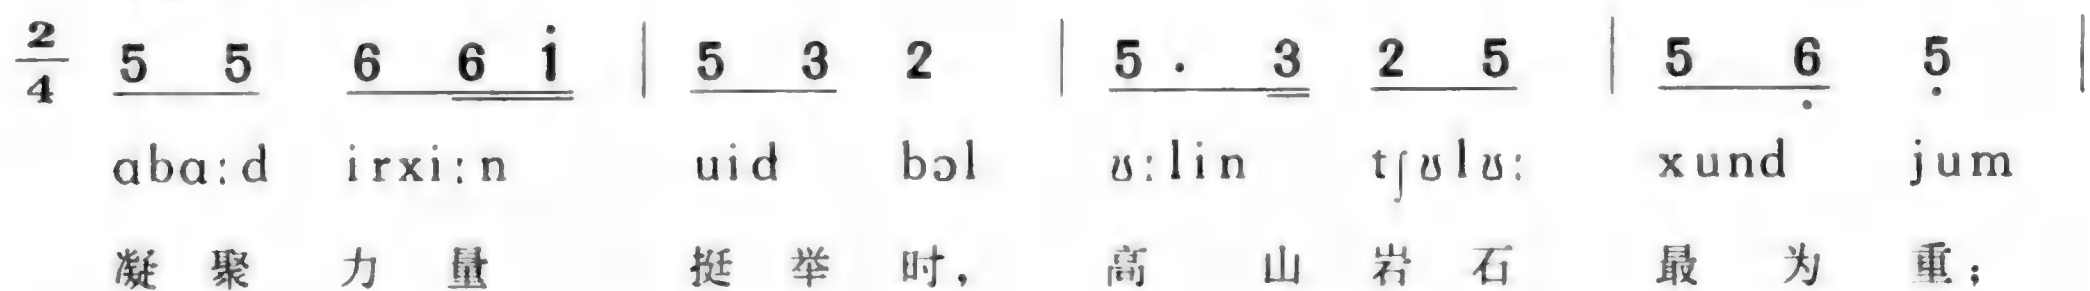 2/4 5 5 6 6 i̇ | 5 3 2 | 5 . 3 2 5 | 5 6̣ 5̣ |
ɑbɑ:d irxi:n uid bɔl ʊ:lin tʃʊlʊ: xund jum
凝聚 力量 挺举 时， 高 山 岩石 最 为 重；